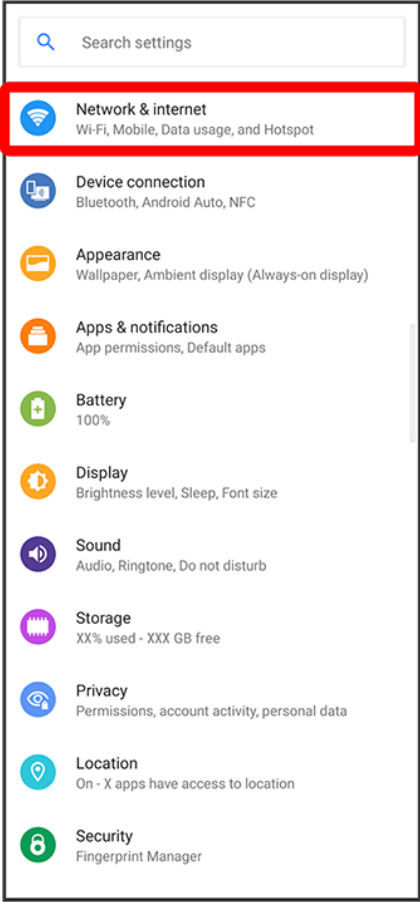 Search settings
Network & internet
Wi-Fi, Mobile, Data usage, and Hotspot
Device connection
Bluetooth, Android Auto, NFC
Appearance
Wallpaper, Ambient display (Always-on display)
Apps & notifications
App permissions, Default apps
Battery
100%
Display
Brightness level, Sleep, Font size
Sound
Audio, Ringtone, Do not disturb
Storage
XX% used - XXX GB free
Privacy
Permissions, account activity, personal data
Location
On - X apps have access to location
Security
Fingerprint Manager